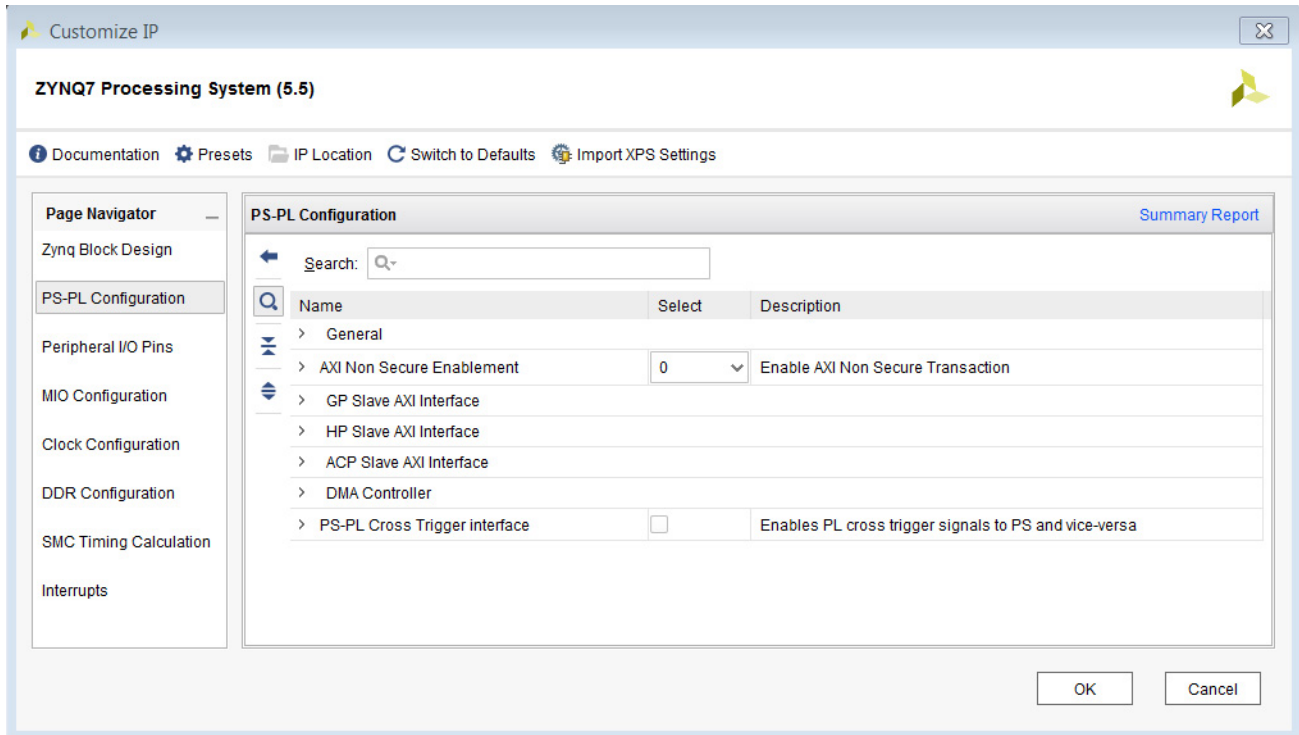 Customize IP
ZYNQ7 Processing System (5.5)
Documentation Presets IP Location Switch to Defaults Import XPS Settings
Page Navigator
Zynq Block Design
PS-PL Configuration
Peripheral I/O Pins
MIO Configuration
Clock Configuration
DDR Configuration
SMC Timing Calculation
Interrupts
PS-PL Configuration Summary Report
Search:
Name Select Description
General
AXI Non Secure Enablement 0 Enable AXI Non Secure Transaction
GP Slave AXI Interface
HP Slave AXI Interface
ACP Slave AXI Interface
DMA Controller
PS-PL Cross Trigger interface Enables PL cross trigger signals to PS and vice-versa
OK Cancel